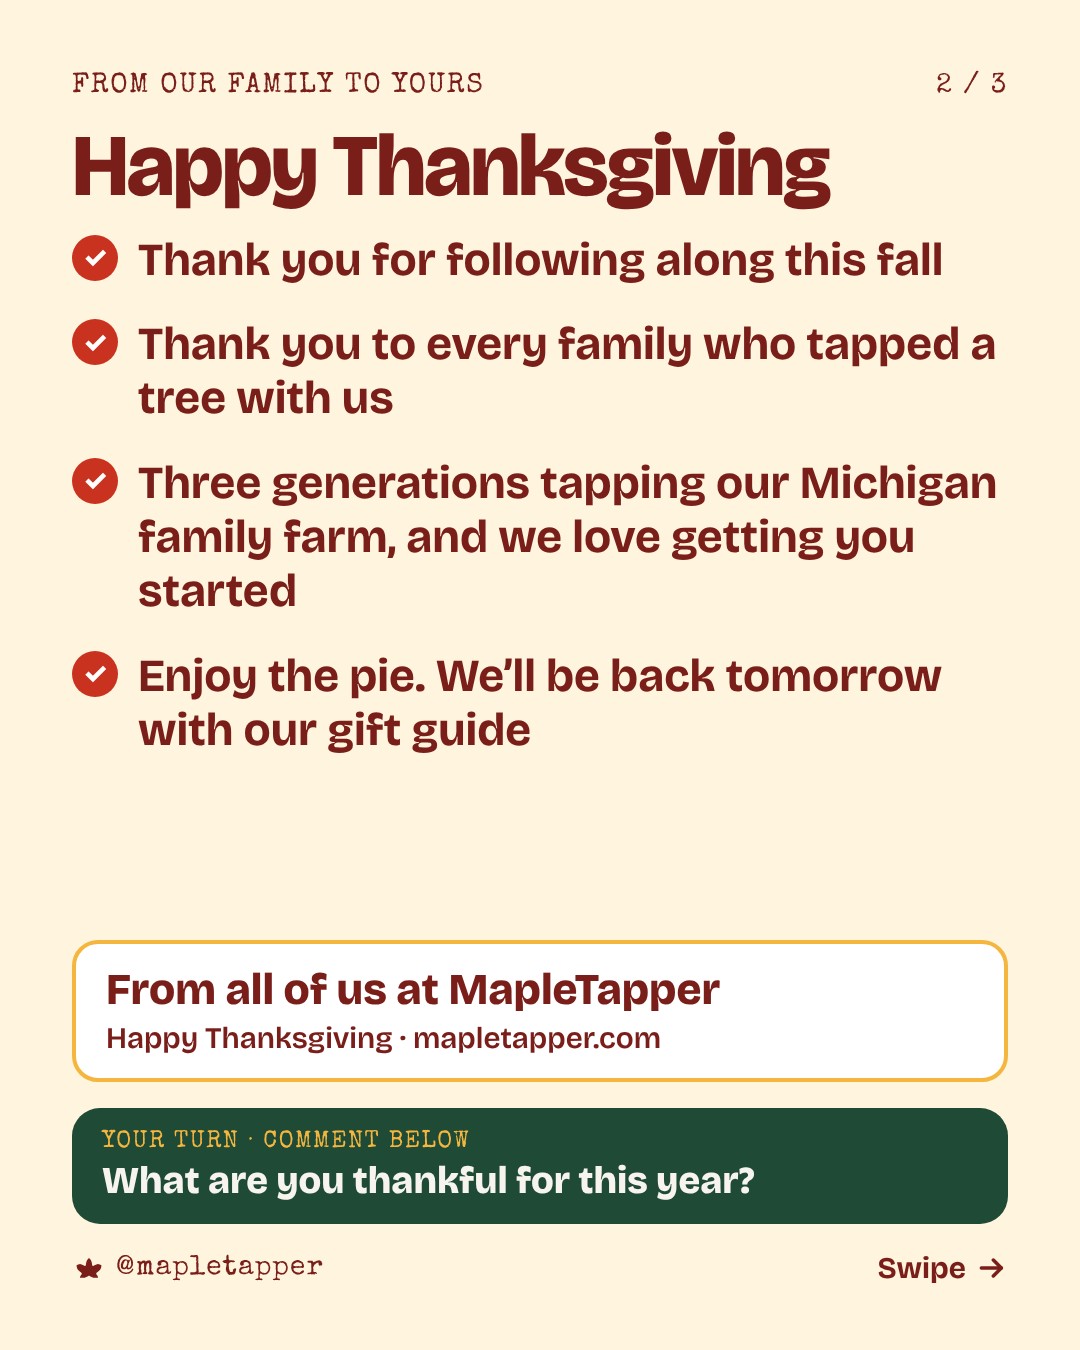 FROM OUR FAMILY TO YOURS
2 / 3
Happy Thanksgiving
Thank you for following along this fall
Thank you to every family who tapped a
tree with us
Three generations tapping our Michigan
family farm, and we love getting you
started
Enjoy the pie. We’ll be back tomorrow
with our gift guide
From all of us at MapleTapper
Happy Thanksgiving · mapletapper.com
YOUR TURN · COMMENT BELOW
What are you thankful for this year?
@mapletapper
Swipe →